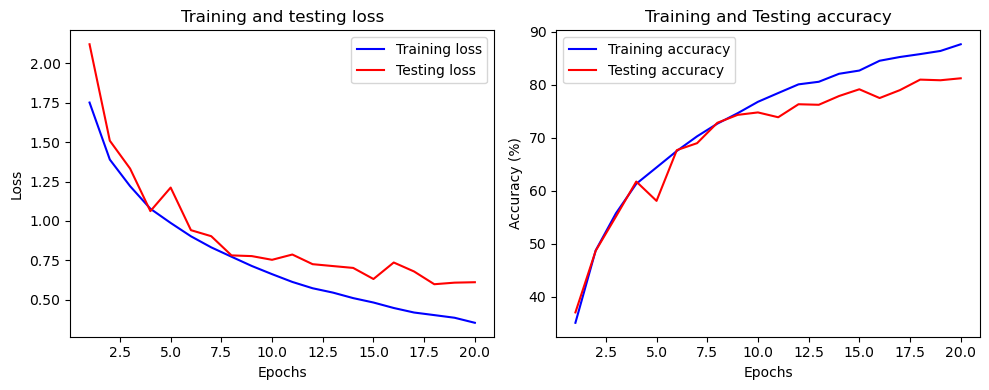 Training and testing loss
Training loss
Testing loss
2.00
1.75
1.50
1.25
1.00
0.75
0.50
Loss
2.5 5.0 7.5 10.0 12.5 15.0 17.5 20.0
Epochs
Training and Testing accuracy
Training accuracy
Testing accuracy
90
80
70
60
50
40
Accuracy (%)
2.5 5.0 7.5 10.0 12.5 15.0 17.5 20.0
Epochs